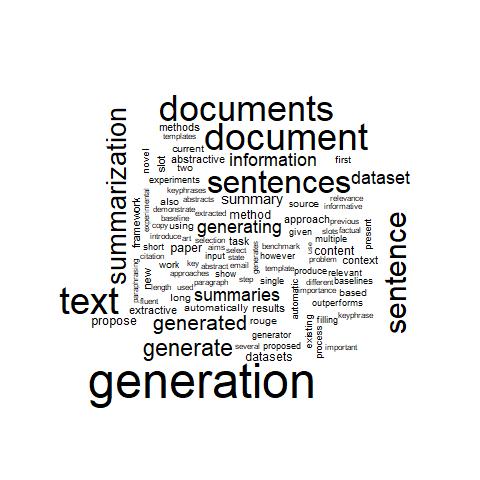 documents
methods
document
templates
summarization
current
novel
slot
abstractive
information
first
two
experiments
sentences
dataset
keyphrases
experimental
also
abstracts
summary
source
relevance
informative
demonstrate
extracted
method
approach
previous
framework
baseline
copy
using
generating
given
slots
factual
sentence
introduce
art
selection
task
generates
benchmark
use
multiple
present
short
paper
aims
select
however
content
citation
input
state
problem
context
paraphrasing
new
work
key
abstract
email
template
produce
relevant
approaches
show
step
single
automatic
different
baselines
length
used
paragraph
importance
based
text
fluent
long
summaries
outperforms
extractive
automatically
results
propose
generated
rouge
existing
filling
keyphrase
generator
process
generate
several
proposed
important
datasets
generation